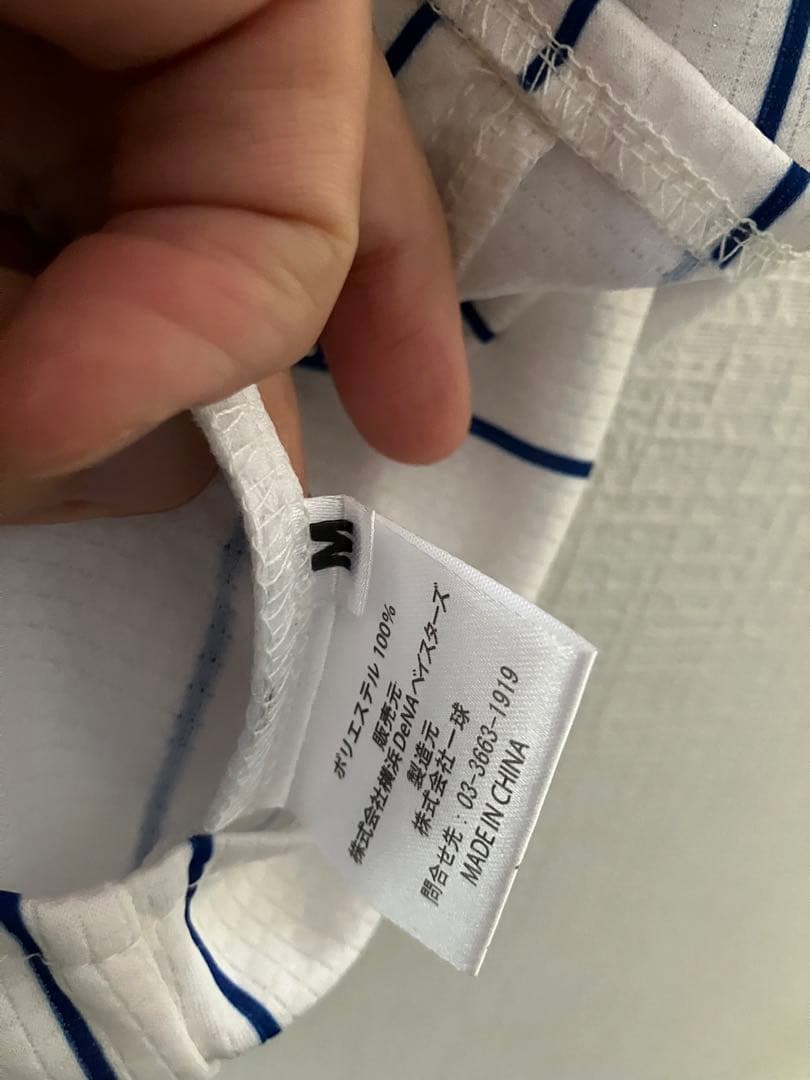 M
ポリエステル 100%
販売元
株式会社横浜DeNAベイスターズ
製造元
株式会社一球
問合せ先：03-3663-1919
MADE IN CHINA